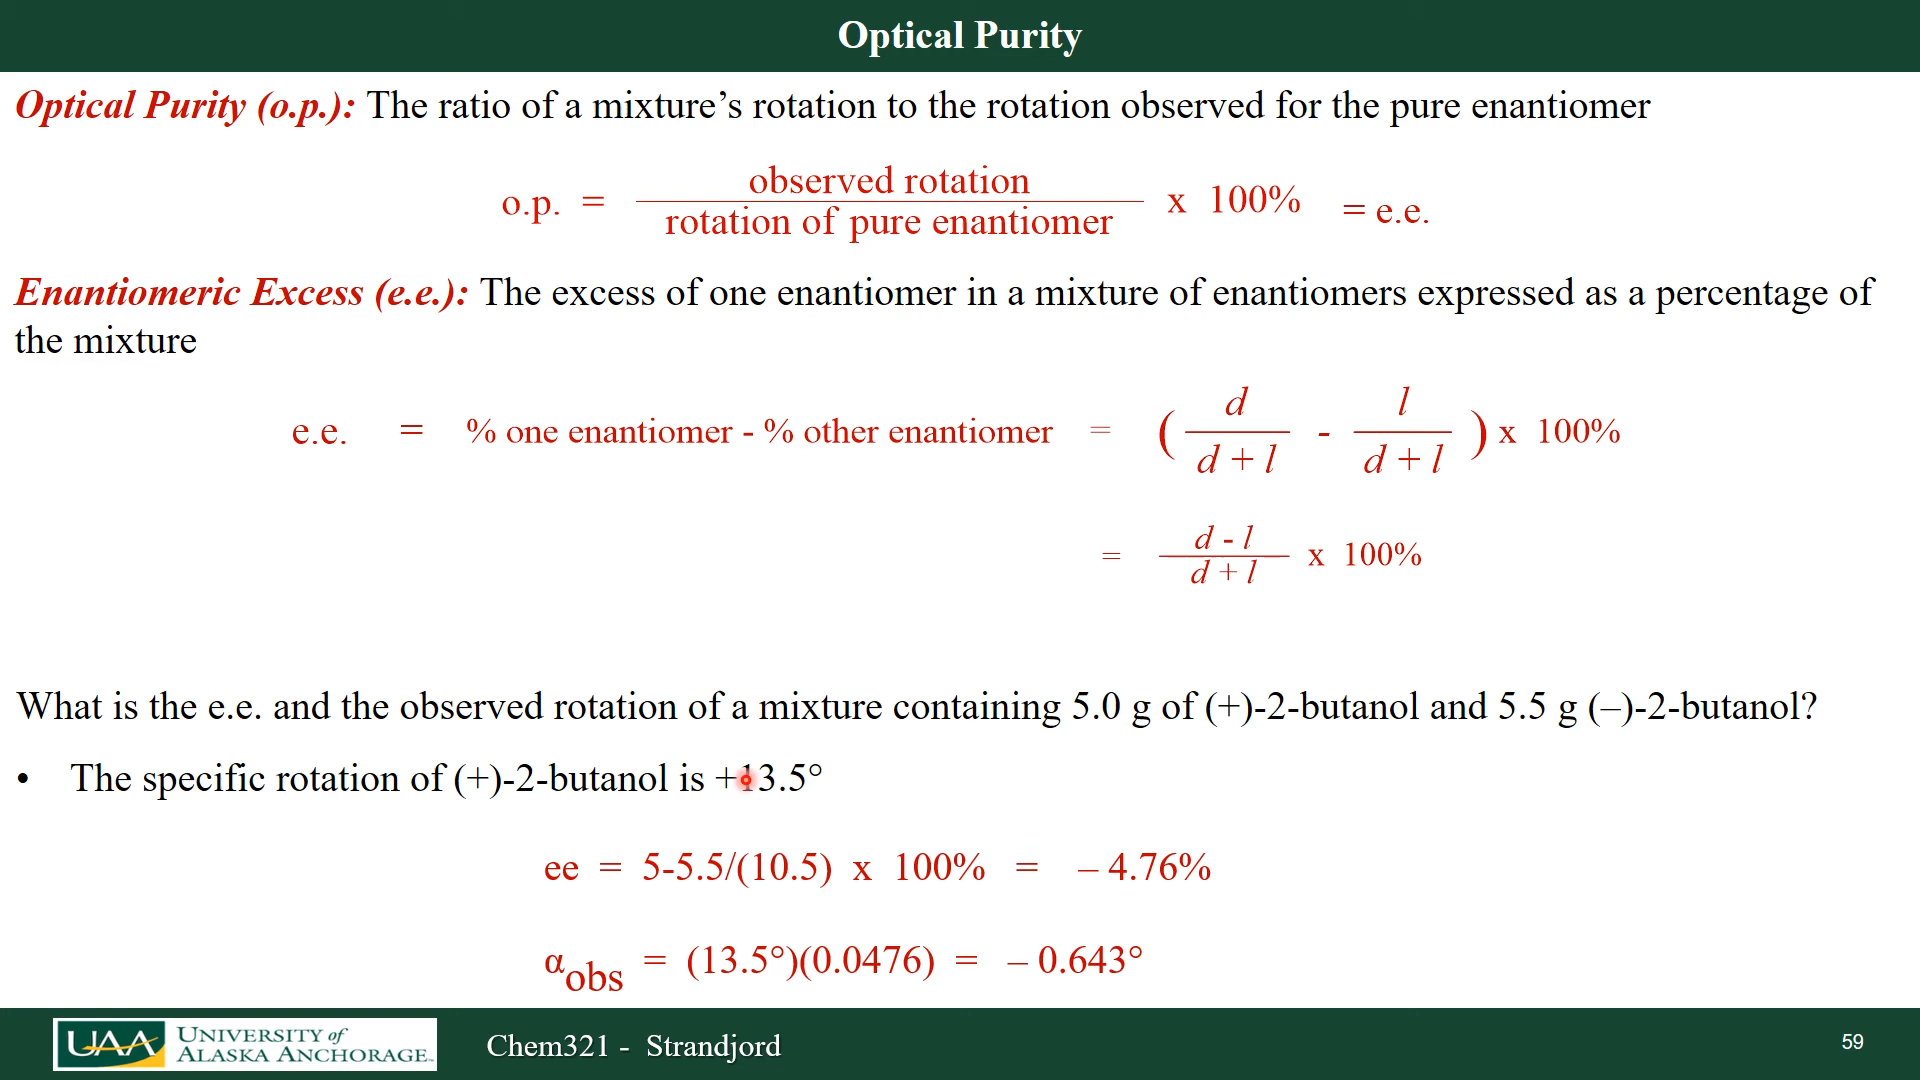 Optical Purity
Optical Purity (o.p.): The ratio of a mixture’s rotation to the rotation observed for the pure enantiomer
observed rotation
o.p. = x 100% = e.e.
rotation of pure enantiomer
Enantiomeric Excess (e.e.): The excess of one enantiomer in a mixture of enantiomers expressed as a percentage of
the mixture
d l
e.e. = % one enantiomer - % other enantiomer = ( - ) x 100%
d + l d + l
d - l
= x 100%
d + l
What is the e.e. and the observed rotation of a mixture containing 5.0 g of (+)-2-butanol and 5.5 g (–)-2-butanol?
• The specific rotation of (+)-2-butanol is +13.5°
ee = 5-5.5/(10.5) x 100% = – 4.76%
αobs = (13.5°)(0.0476) = – 0.643°
UAA UNIVERSITY of
ALASKA ANCHORAGE
Chem321 - Strandjord
59